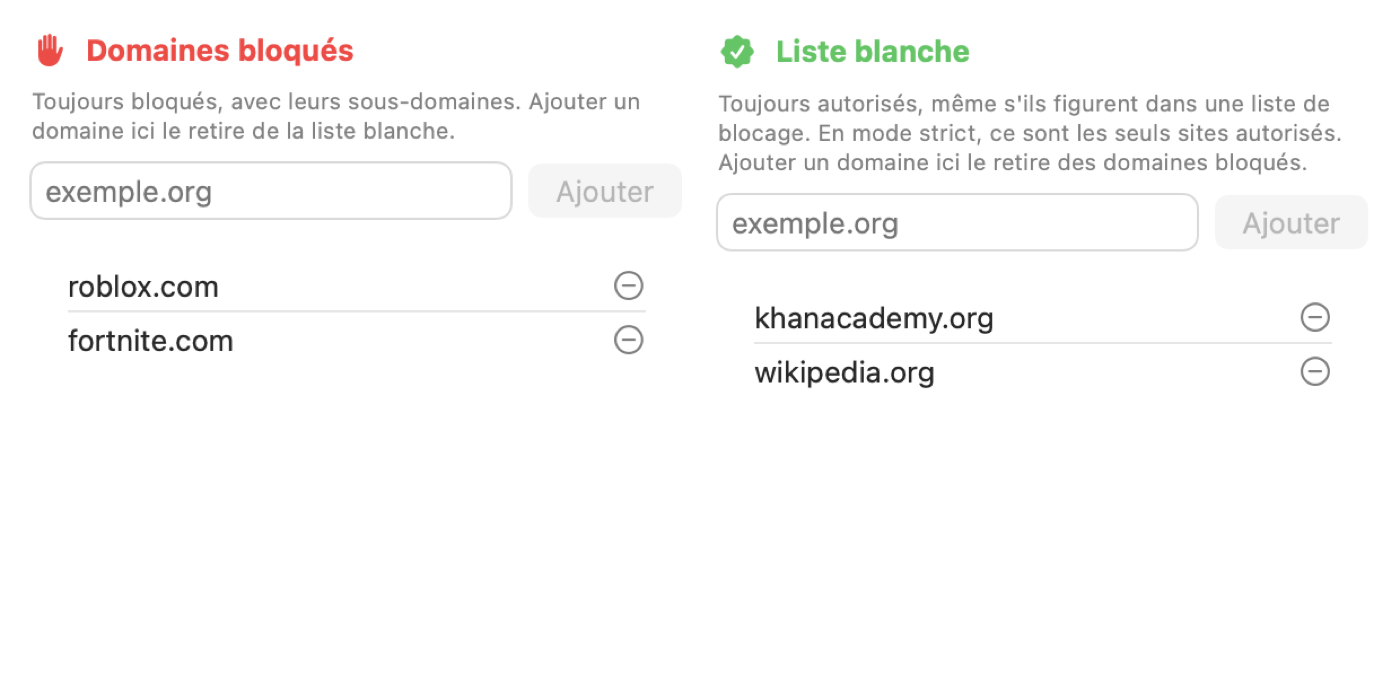 Domaines bloqués
Toujours bloqués, avec leurs sous-domaines. Ajouter un
domaine ici le retire de la liste blanche.
exemple.org
Ajouter
roblox.com
fortnite.com
Liste blanche
Toujours autorisés, même s'ils figurent dans une liste de
blocage. En mode strict, ce sont les seuls sites autorisés.
Ajouter un domaine ici le retire des domaines bloqués.
exemple.org
Ajouter
khanacademy.org
wikipedia.org